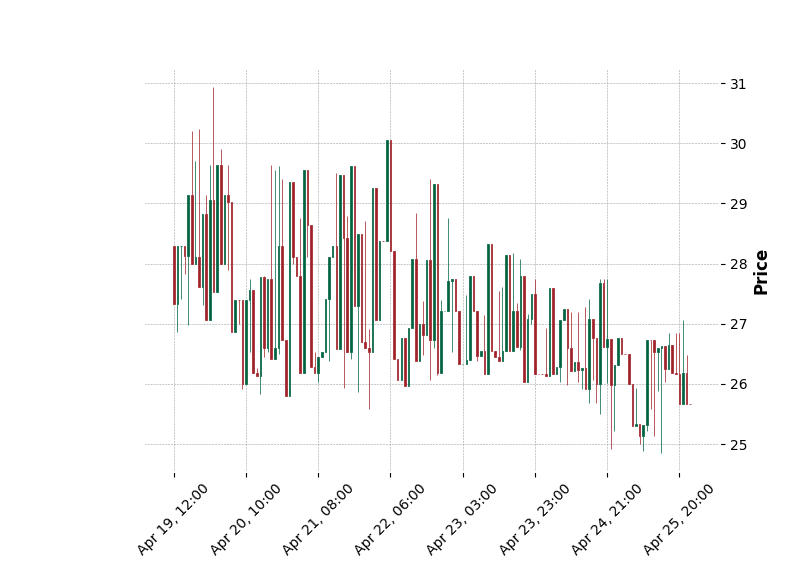 31
30
29
28
27
26
25
Price
Apr 19, 12:00
Apr 20, 10:00
Apr 21, 08:00
Apr 22, 06:00
Apr 23, 03:00
Apr 23, 23:00
Apr 24, 21:00
Apr 25, 20:00